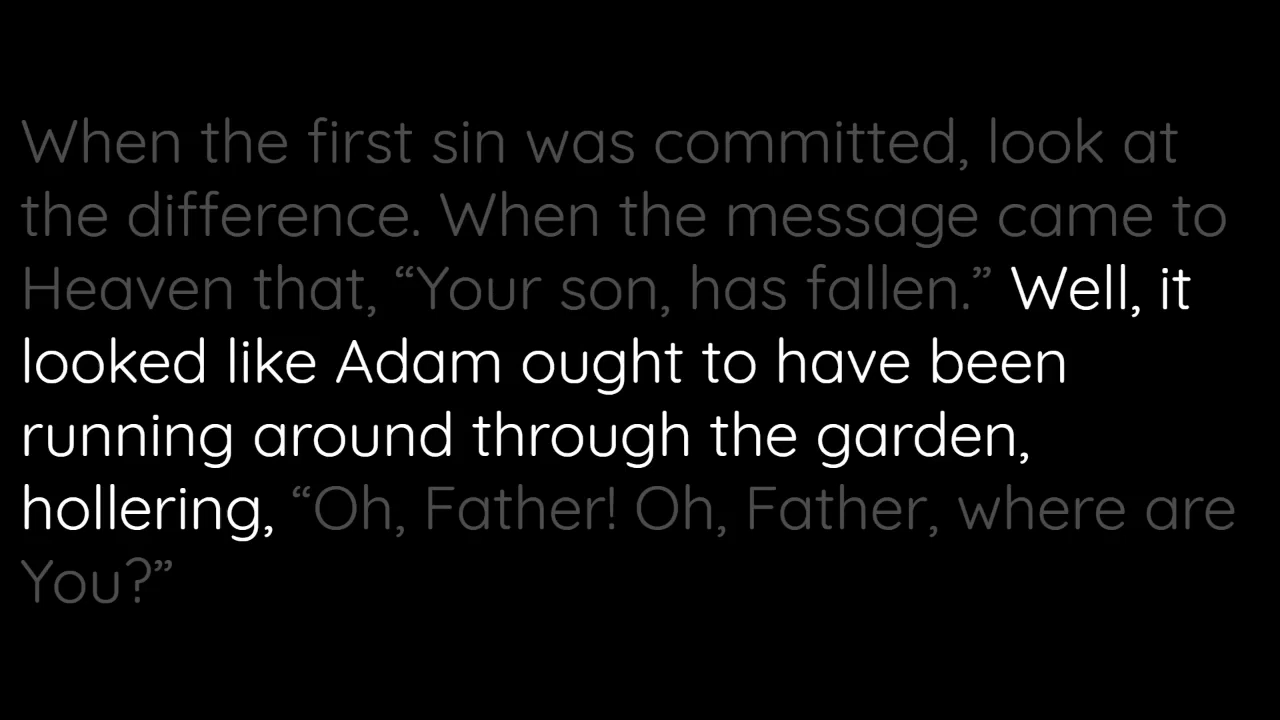 When the first sin was committed, look at
the difference. When the message came to
Heaven that, “Your son, has fallen.” Well, it
looked like Adam ought to have been
running around through the garden,
hollering, “Oh, Father! Oh, Father, where are
You?”